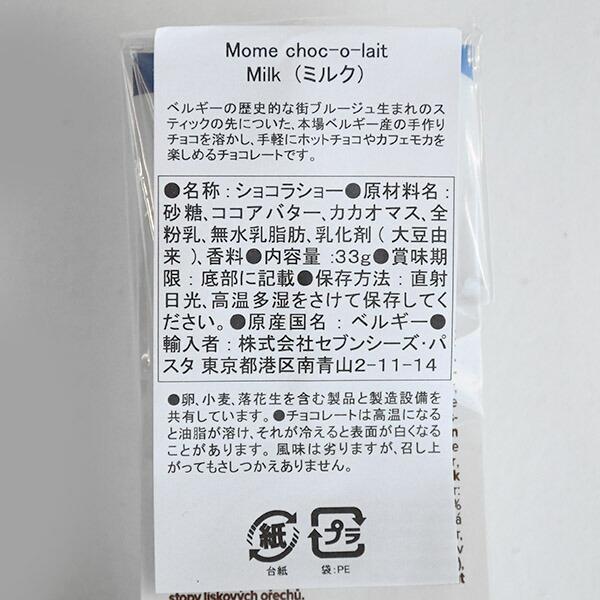 Mome choc-o-lait
Milk（ミルク）
ベルギーの歴史的な街ブルージュ生まれのス
ティックの先についた、本場ベルギー産の手作り
チョコを溶かし、手軽にホットチョコやカフェモカを
楽しめるチョコレートです。
●名称：ショコラショー●原材料名：
砂糖、ココアバター、カカオマス、全
粉乳、無水乳脂肪、乳化剤（大豆由
来）、香料●内容量：33g●賞味期
限：底部に記載●保存方法：直射
日光、高温多湿をさけて保存してく
ださい。●原産国名：ベルギー●
輸入者：株式会社セブンシーズ・パ
スタ 東京都港区南青山2-11-14
●卵、小麦、落花生を含む製品と製造設備を
共有しています。●チョコレートは高温になる
と油脂が溶け、それが冷えると表面が白くなる
ことがあります。風味は劣りますが、召し上
がってもさしつかえありません。
紙
プラ
台紙
袋：PE
stopy lískových ořechů.